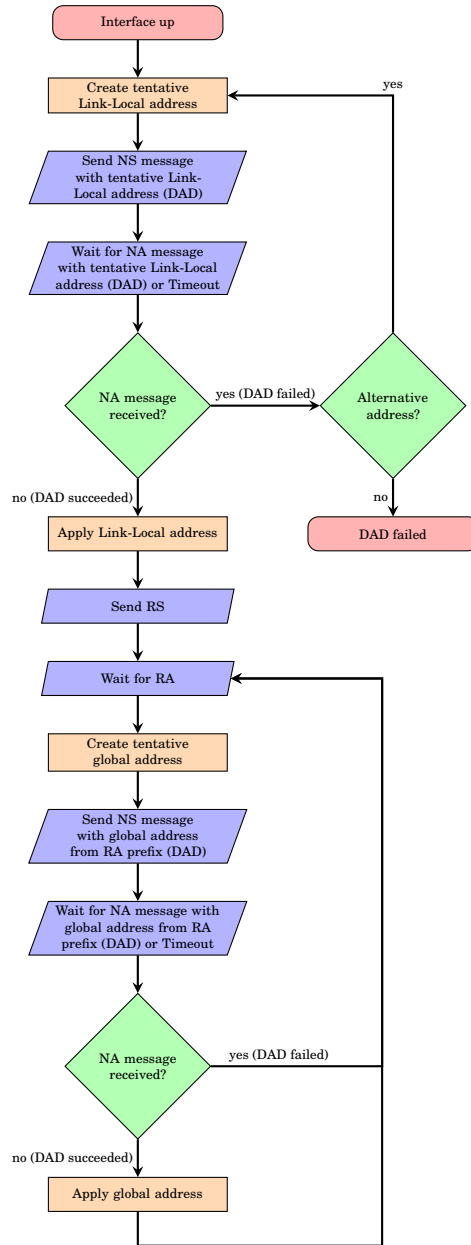 Interface up
Create tentative
Link-Local address
yes
Send NS message
with tentative Link-
Local address (DAD)
Wait for NA message
with tentative Link-Local
address (DAD) or Timeout
NA message
received?
yes (DAD failed)
Alternative
address?
no (DAD succeeded)
no
Apply Link-Local address
DAD failed
Send RS
Wait for RA
Create tentative
global address
Send NS message
with global address
from RA prefix (DAD)
Wait for NA message with
global address from RA
prefix (DAD) or Timeout
NA message
received?
yes (DAD failed)
no (DAD succeeded)
Apply global address